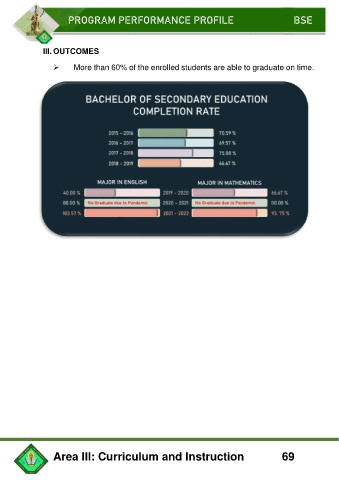 PROGRAM PERFORMANCE PROFILE BSE
III. OUTCOMES
➢ More than 60% of the enrolled students are able to graduate on time.
BACHELOR OF SECONDARY EDUCATION
COMPLETION RATE
2015 - 2016 70.59 %
2016 - 2017 69.57 %
2017 - 2018 75.00 %
2018 - 2019 66.67 %
MAJOR IN ENGLISH MAJOR IN MATHEMATICS
40.00 % 2019 - 2020 66.67 %
00.00 % No Graduate due to Pandemic 2020 - 2021 No Graduate due to Pandemic 00.00 %
103.57 % 2021 - 2022 93.75 %
Area III: Curriculum and Instruction 69